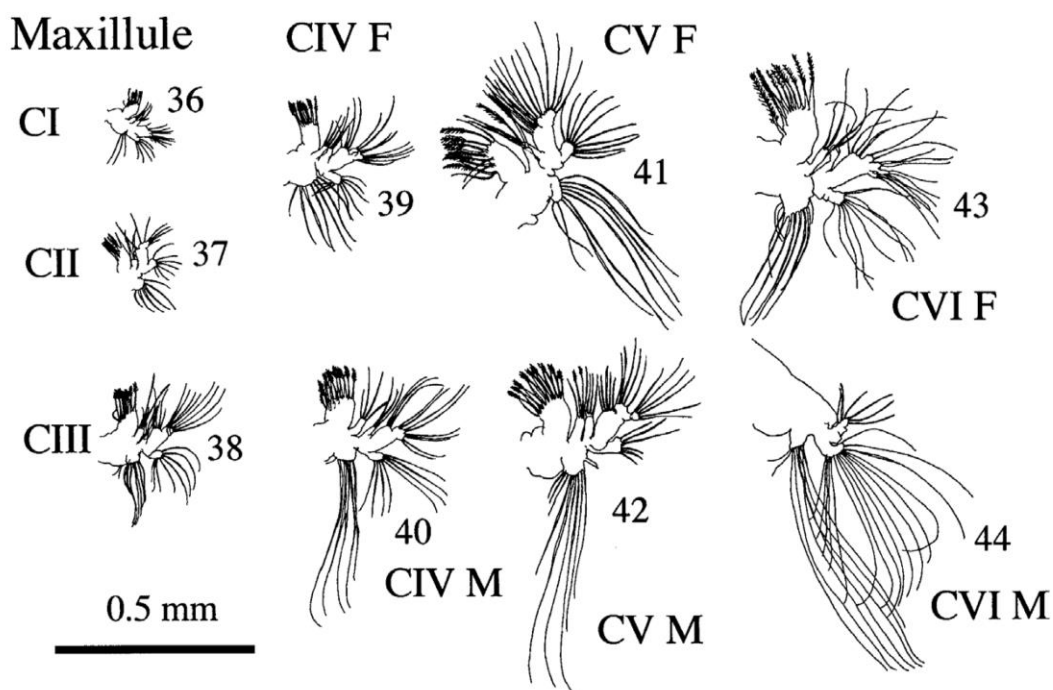 Maxillule
CIV F
CV F
CI
36
39
41
43
CII
37
CVI F
CIII
38
40
42
44
CIV M
CV M
CVI M
0.5 mm